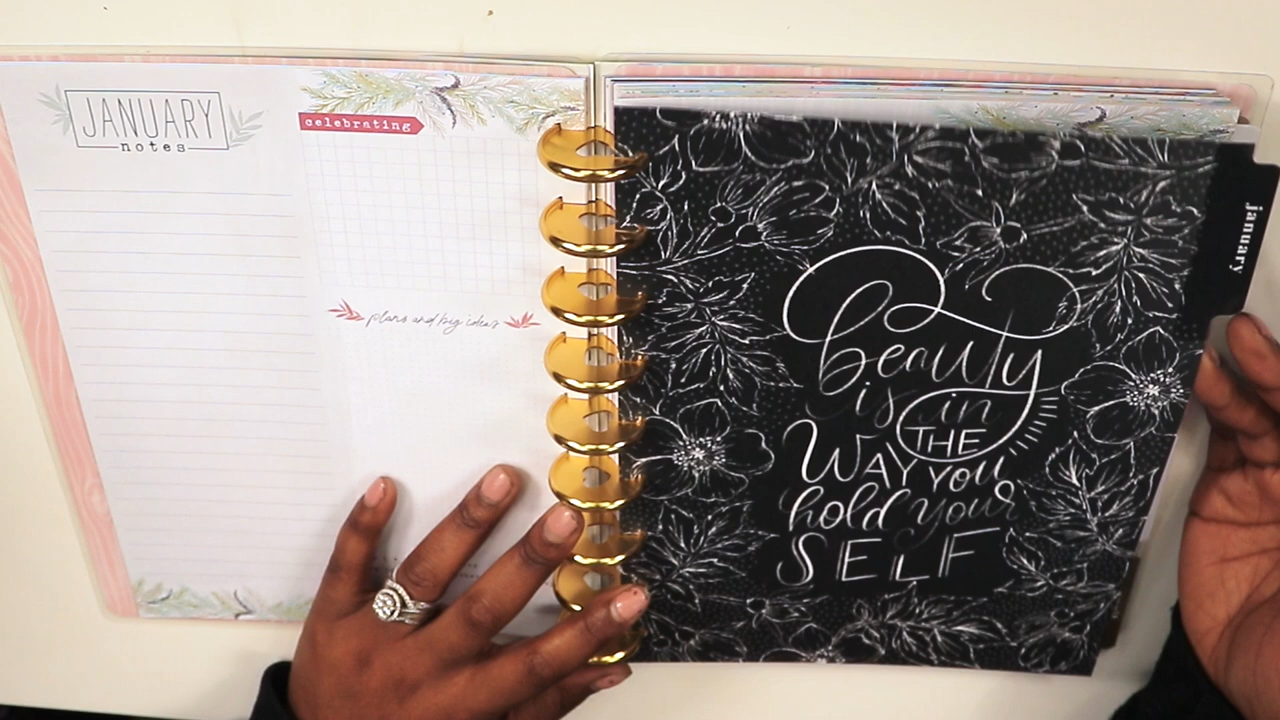 JANUARY
notes
celebrating
plans and big ideas
beauty
is in
THE
WAY you
hold your
SELF
january